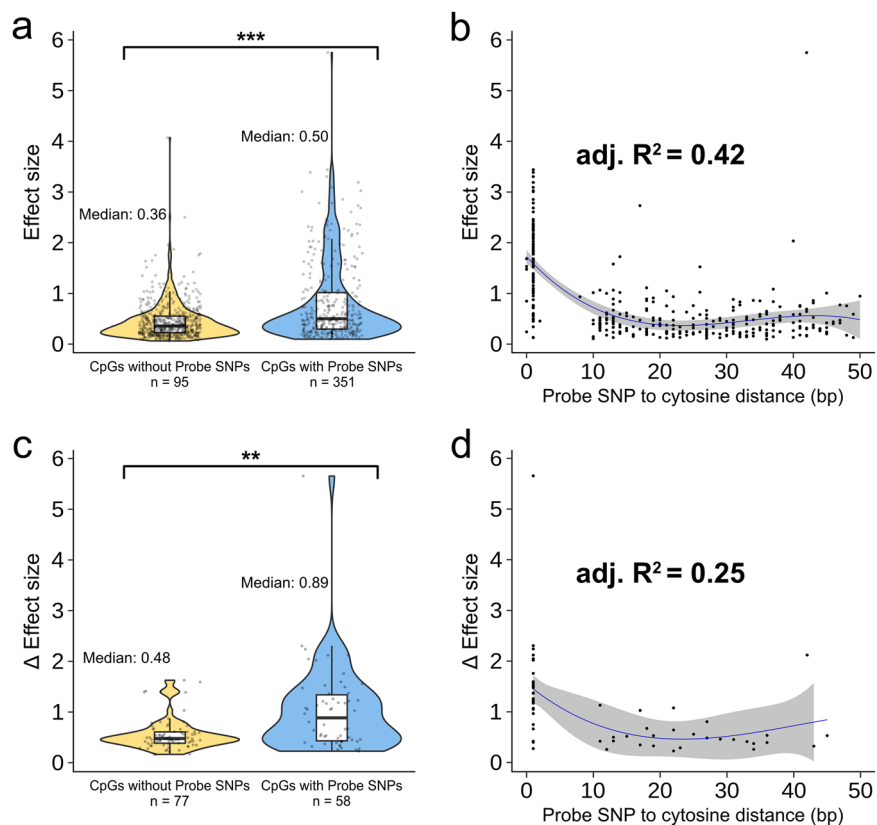 a
***
6
5
4
3
2
1
0
Effect size
Median: 0.36
Median: 0.50
CpGs without Probe SNPs
n = 95
CpGs with Probe SNPs
n = 351
b
6
5
4
3
2
1
0
Effect size
adj. R² = 0.42
0 10 20 30 40 50
Probe SNP to cytosine distance (bp)
c
**
6
5
4
3
2
1
0
Δ Effect size
Median: 0.48
Median: 0.89
CpGs without Probe SNPs
n = 77
CpGs with Probe SNPs
n = 58
d
6
5
4
3
2
1
0
Δ Effect size
adj. R² = 0.25
0 10 20 30 40 50
Probe SNP to cytosine distance (bp)